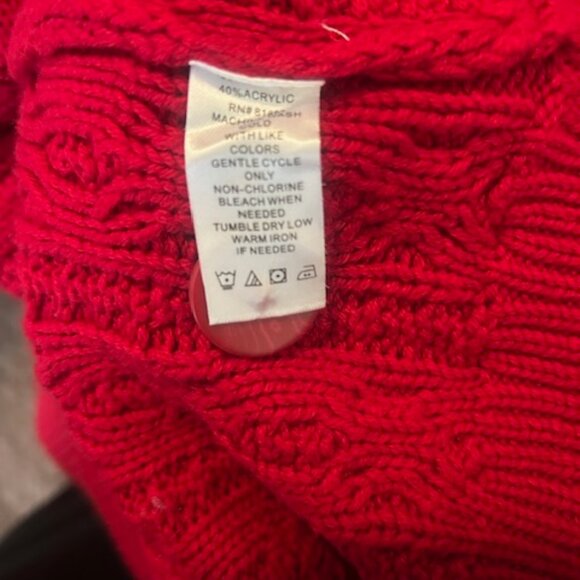 40%ACRYLIC
RN#
WITH LIKE
COLORS
GENTLE CYCLE
ONLY
NON-CHLORINE
BLEACH WHEN
NEEDED
TUMBLE DRY LOW
WARM IRON
IF NEEDED